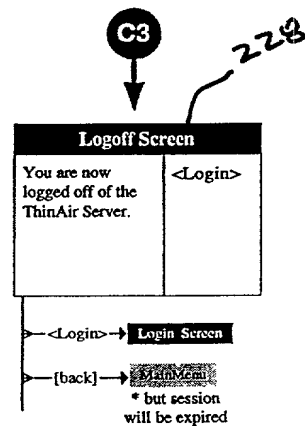 C3
228
Logoff Screen
You are now
logged off of the
ThinAir Server.
<Login>
<Login> Login Screen
{back} MainMenu
* but session
will be expired